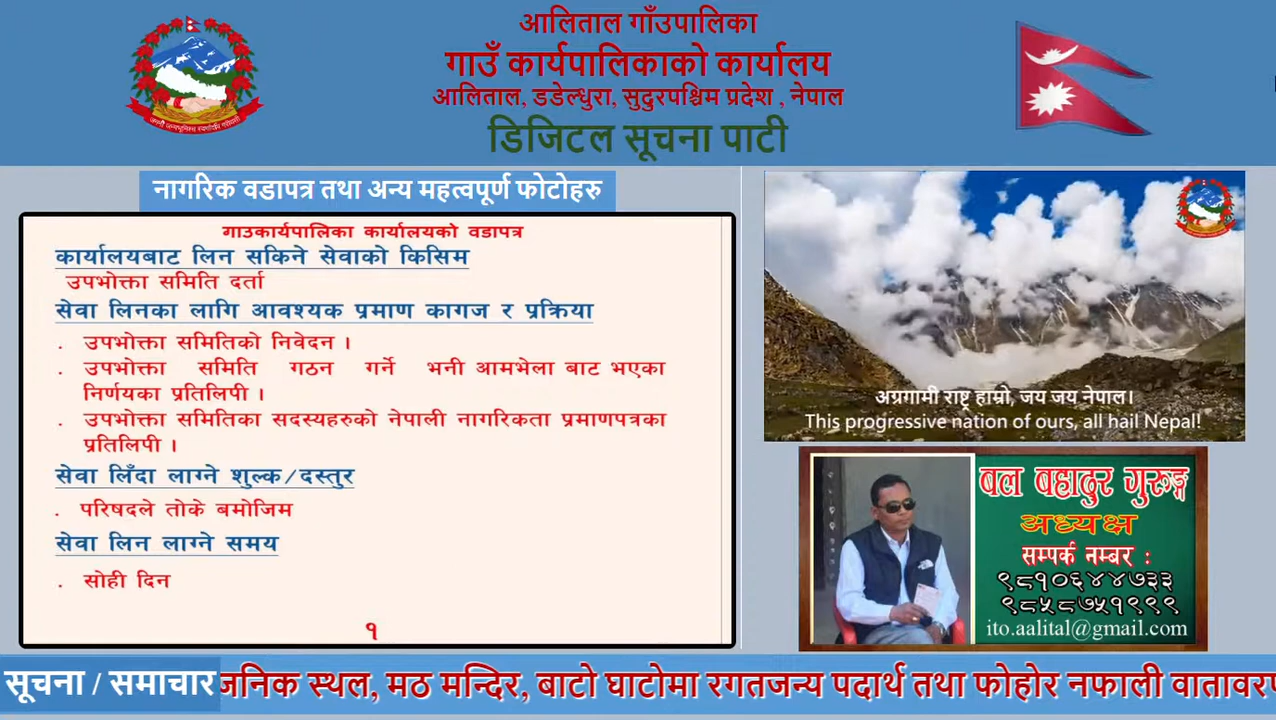 आलिताल गाँउपालिका
गाउँ कार्यपालिकाको कार्यालय
आलिताल, डडेल्धुरा, सुदुरपश्चिम प्रदेश , नेपाल
डिजिटल सूचना पाटी
नागरिक वडापत्र तथा अन्य महत्वपूर्ण फोटोहरु
गाउकार्यपालिका कार्यालयको वडापत्र
कार्यालयबाट लिन सकिने सेवाको किसिम
उपभोक्ता समिति दर्ता
सेवा लिनका लागि आवश्यक प्रमाण कागज र प्रक्रिया
. उपभोक्ता समितिको निवेदन ।
. उपभोक्ता समिति गठन गर्ने भनी आमभेला बाट भएका
निर्णयका प्रतिलिपी ।
. उपभोक्ता समितिका सदस्यहरुको नेपाली नागरिकता प्रमाणपत्रका
प्रतिलिपी ।
सेवा लिँदा लाग्ने शुल्क/दस्तुर
. परिषदले तोके बमोजिम
सेवा लिन लाग्ने समय
. सोही दिन
१
अग्रगामी राष्ट्र हाम्रो, जय जय नेपाल।
This progressive nation of ours, all hail Nepal!
बल बहादुर गुरुङ्ग
अध्यक्ष
सम्पर्क नम्बर :
९८१०६४४७३३
९८५८७५१९९९
ito.aalital@gmail.com
सूचना / समाचार
जनिक स्थल, मठ मन्दिर, बाटो घाटोमा रगतजन्य पदार्थ तथा फोहोर नफाली वातावरण